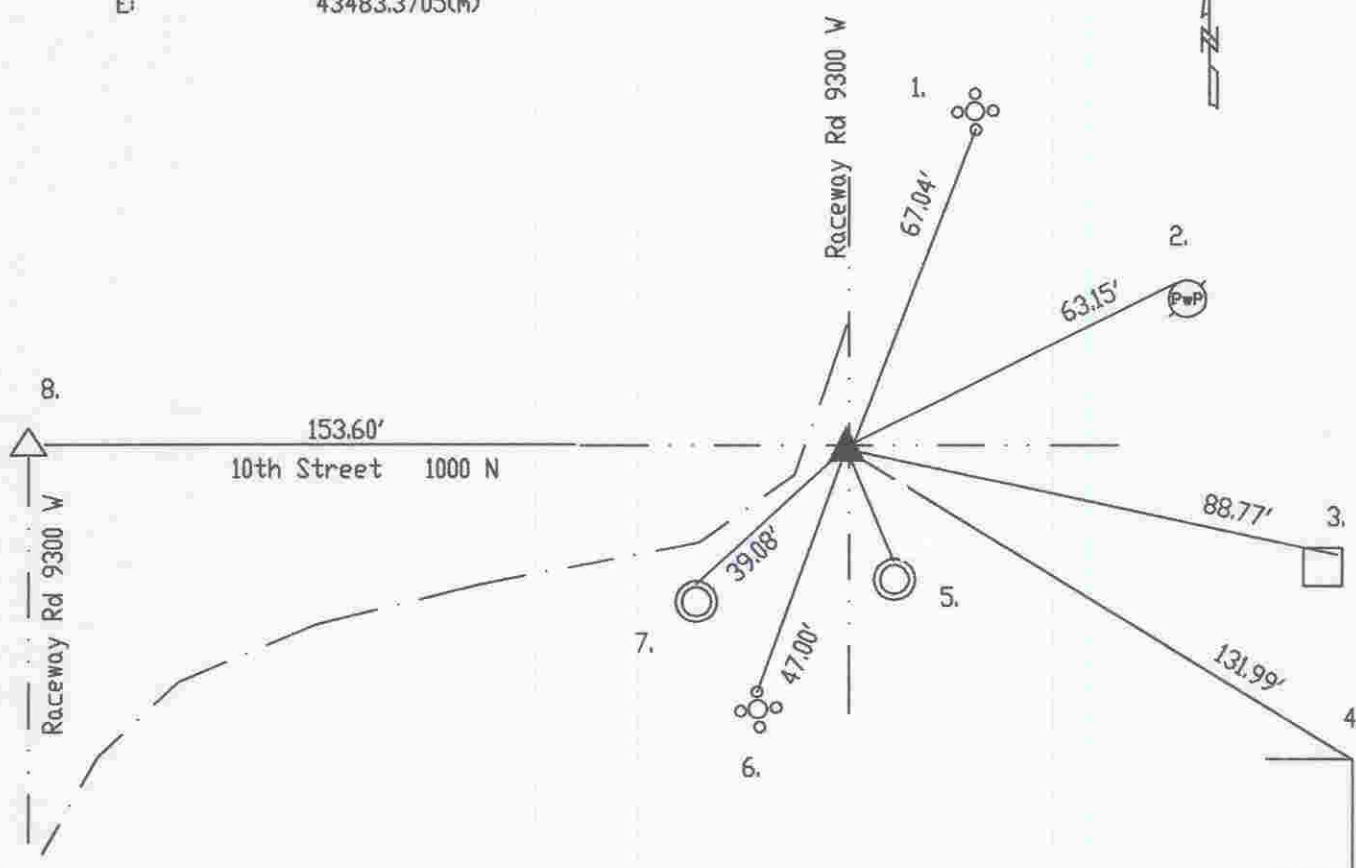 E: 43483.3705(M)
N
Raceway Rd 9300 W
1.
67.04'
2.
PwP
63.15'
8.
153.60'
10th Street 1000 N
Raceway Rd 9300 W
88.77'
3.
39.08'
5.
7.
47.00'
131.99'
4
6.